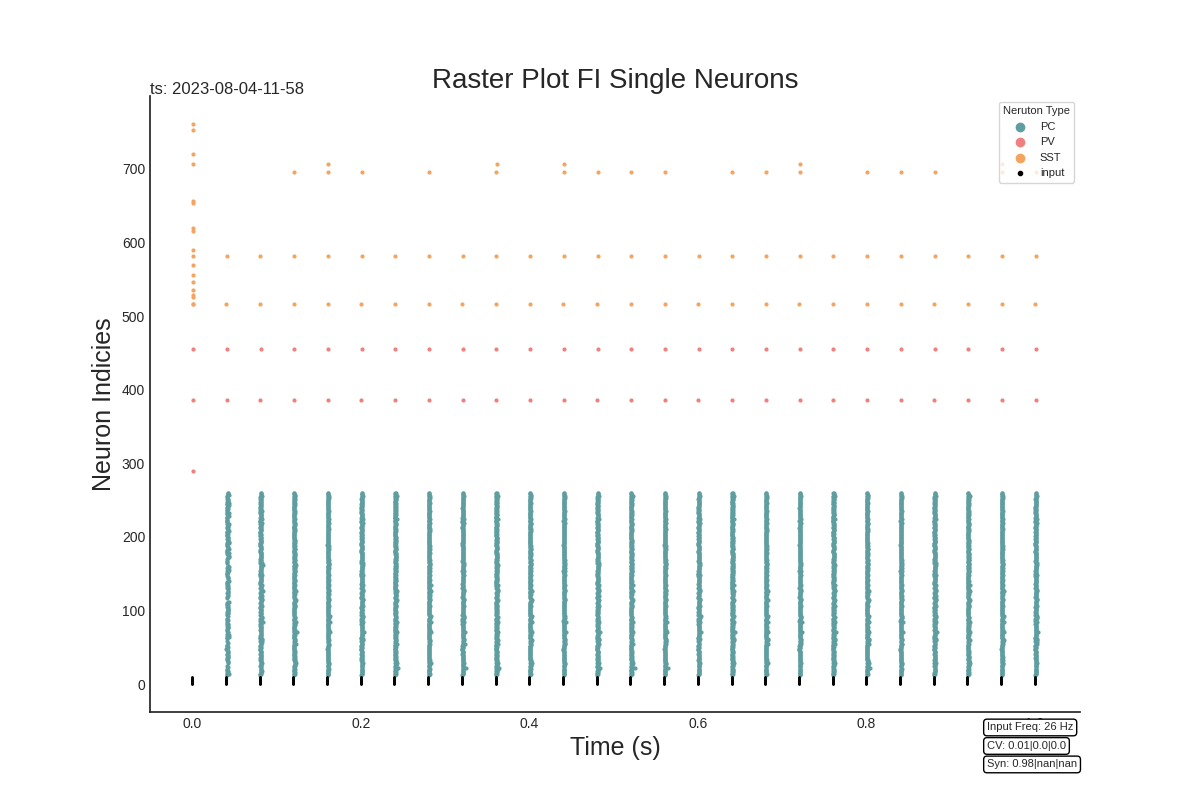 Raster Plot FI Single Neurons
ts: 2023-08-04-11-58
Neruton Type
PC
PV
SST
input
700
600
500
400
300
200
100
0
Neuron Indicies
0.0 0.2 0.4 0.6 0.8
Time (s)
Input Freq: 26 Hz
CV: 0.01|0.0|0.0
Syn: 0.98|nan|nan